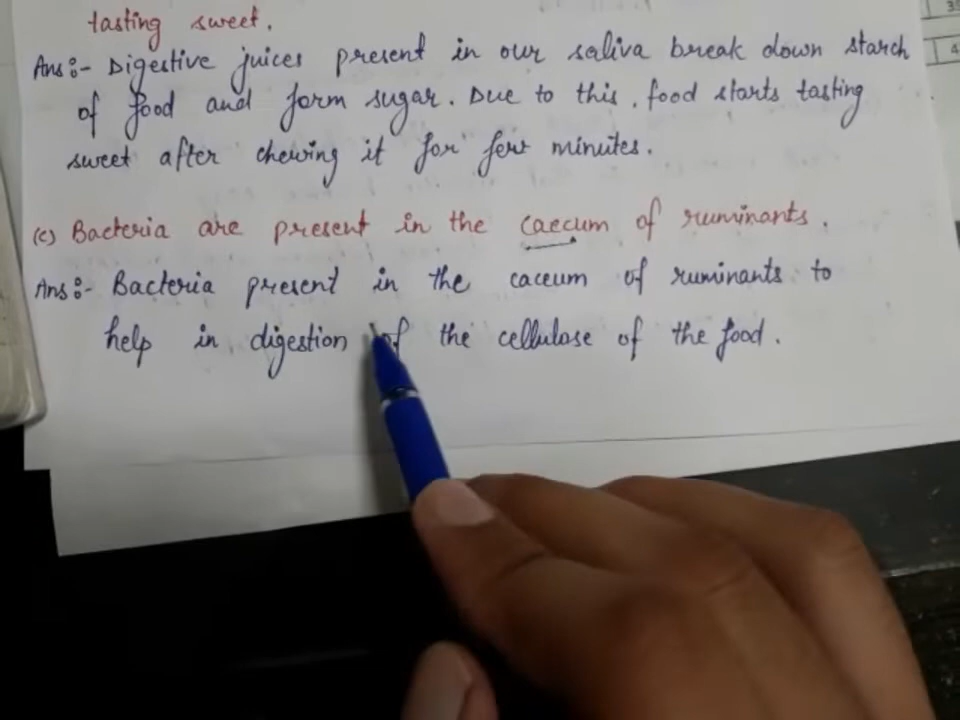 tasting sweet.
Ans:- Digestive juices present in our saliva break down starch
of food and form sugar. Due to this, food starts tasting
sweet after chewing it for few minutes.
(c) Bacteria are present in the caecum of ruminants.
Ans:- Bacteria present in the caceum of ruminants to
help in digestion of the cellulose of the food.